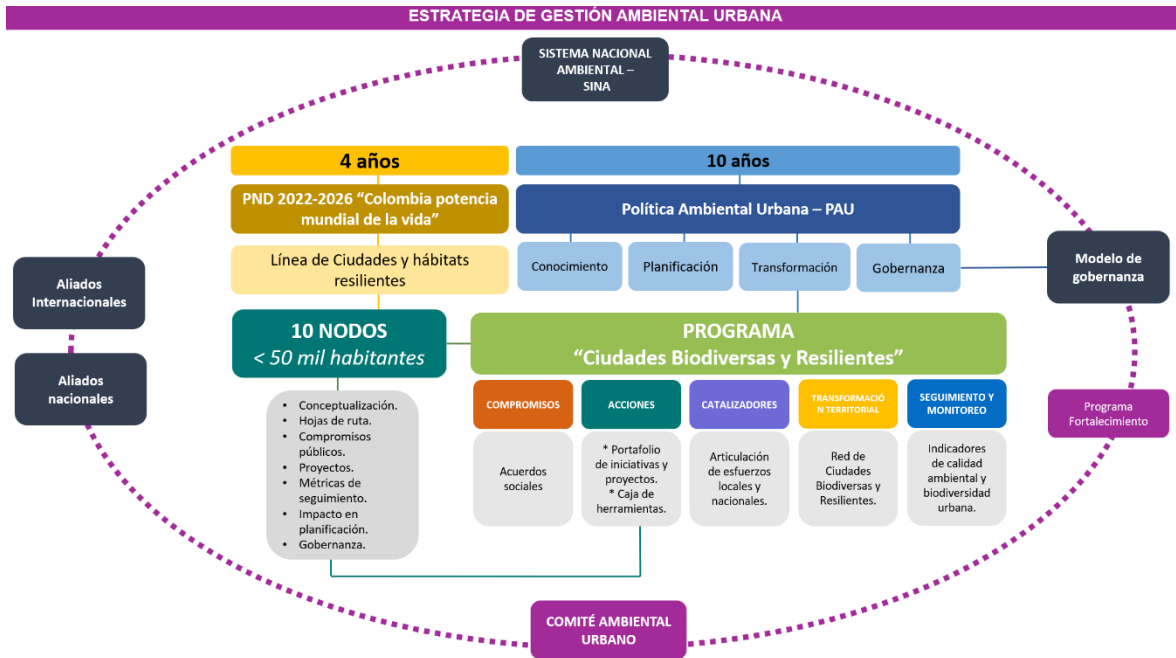 ESTRATEGIA DE GESTIÓN AMBIENTAL URBANA
SISTEMA NACIONAL
AMBIENTAL –
SINA
4 años
10 años
PND 2022-2026 “Colombia potencia
mundial de la vida”
Política Ambiental Urbana – PAU
Línea de Ciudades y hábitats
resilientes
Conocimiento
Planificación
Transformación
Gobernanza
Modelo de
gobernanza
Aliados
Internacionales
Aliados
nacionales
10 NODOS
< 50 mil habitantes
PROGRAMA
“Ciudades Biodiversas y Resilientes”
• Conceptualización.
• Hojas de ruta.
• Compromisos
públicos.
• Proyectos.
• Métricas de
seguimiento.
• Impacto en
planificación.
• Gobernanza.
COMPROMISOS
Acuerdos
sociales
ACCIONES
* Portafolio
de iniciativas y
proyectos.
* Caja de
herramientas.
CATALIZADORES
Articulación
de esfuerzos
locales y
nacionales.
TRANSFORMACIÓ
N TERRITORIAL
Red de
Ciudades
Biodiversas y
Resilientes.
SEGUIMIENTO Y
MONITOREO
Indicadores
de calidad
ambiental y
biodiversidad
urbana.
Programa
Fortalecimiento
COMITÉ AMBIENTAL
URBANO